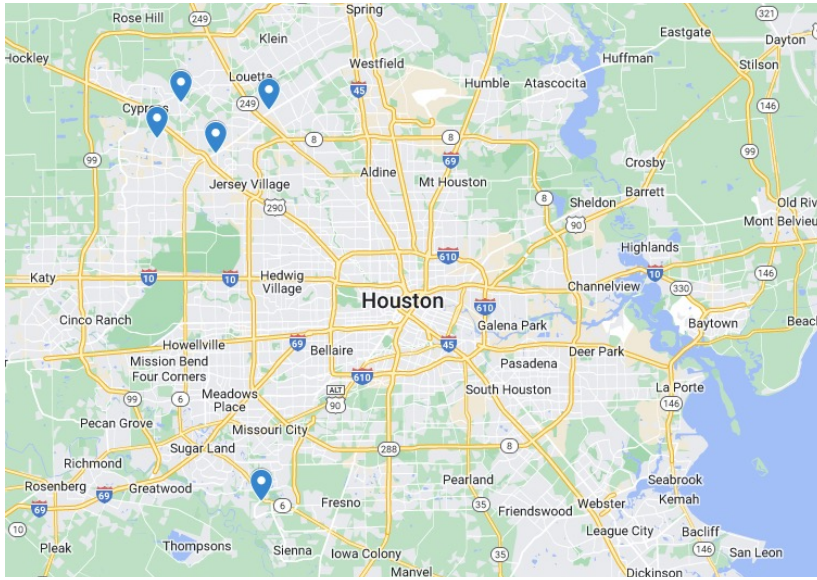 Rose Hill
249
Spring
321
Eastgate
Dayton
Hockley
Klein
Westfield
Huffman
Stilson
Louetta
45
Humble
Atascocita
146
Cypress
249
8
8
99
99
69
Crosby
Aldine
Mt Houston
Barrett
Jersey Village
8
Sheldon
Old Riv
290
90
Mont Belvieu
610
Highlands
Katy
10
10
Hedwig
Village
10
146
Channelview
330
Houston
610
Cinco Ranch
Galena Park
Baytown
Beach
Howellville
69
45
Bellaire
Deer Park
Mission Bend
Four Corners
610
Pasadena
La Porte
ALT
90
South Houston
99
6
Meadows
Place
146
Pecan Grove
Missouri City
Sugar Land
288
8
Richmond
Pearland
Seabrook
Rosenberg
69
Greatwood
6
Fresno
35
Webster
Kemah
69
Friendswood
10
League City
Bacliff
Pleak
Thompsons
Sienna
Iowa Colony
35
146
San Leon
Manvel
Dickinson